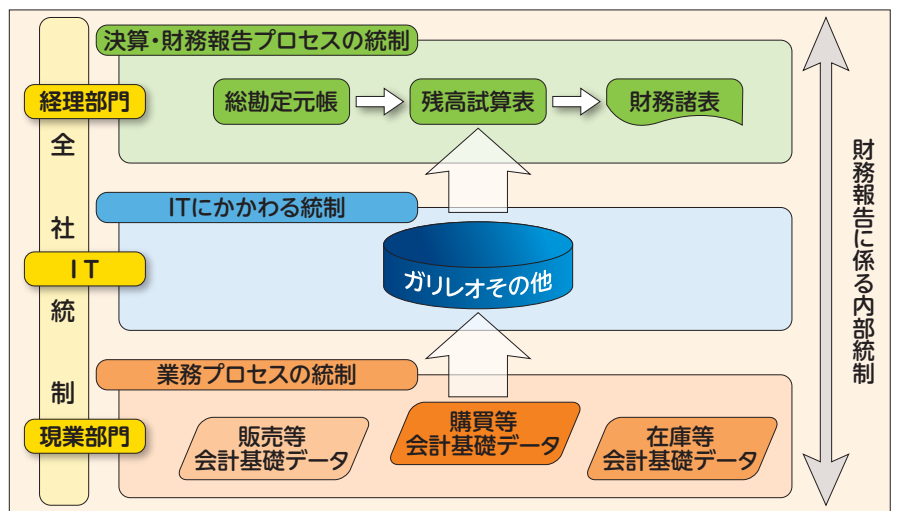 決算・財務報告プロセスの統制
経理部門
総勘定元帳
残高試算表
財務諸表
全社統制
ITにかかわる統制
IT
ガリレオその他
業務プロセスの統制
現業部門
販売等
会計基礎データ
購買等
会計基礎データ
在庫等
会計基礎データ
財務報告に係る内部統制